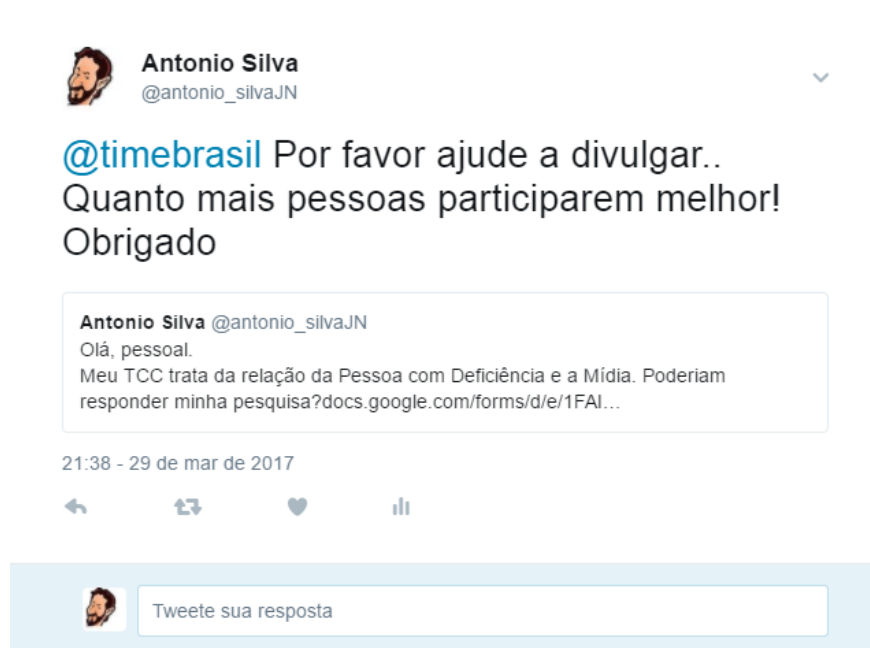 Antonio Silva
@antonio_silvaJN
@timebrasil Por favor ajude a divulgar..
Quanto mais pessoas participarem melhor!
Obrigado
Antonio Silva @antonio_silvaJN
Olá, pessoal.
Meu TCC trata da relação da Pessoa com Deficiência e a Mídia. Poderiam
responder minha pesquisa?docs.google.com/forms/d/e/1FAI…
21:38 - 29 de mar de 2017
Tweete sua resposta